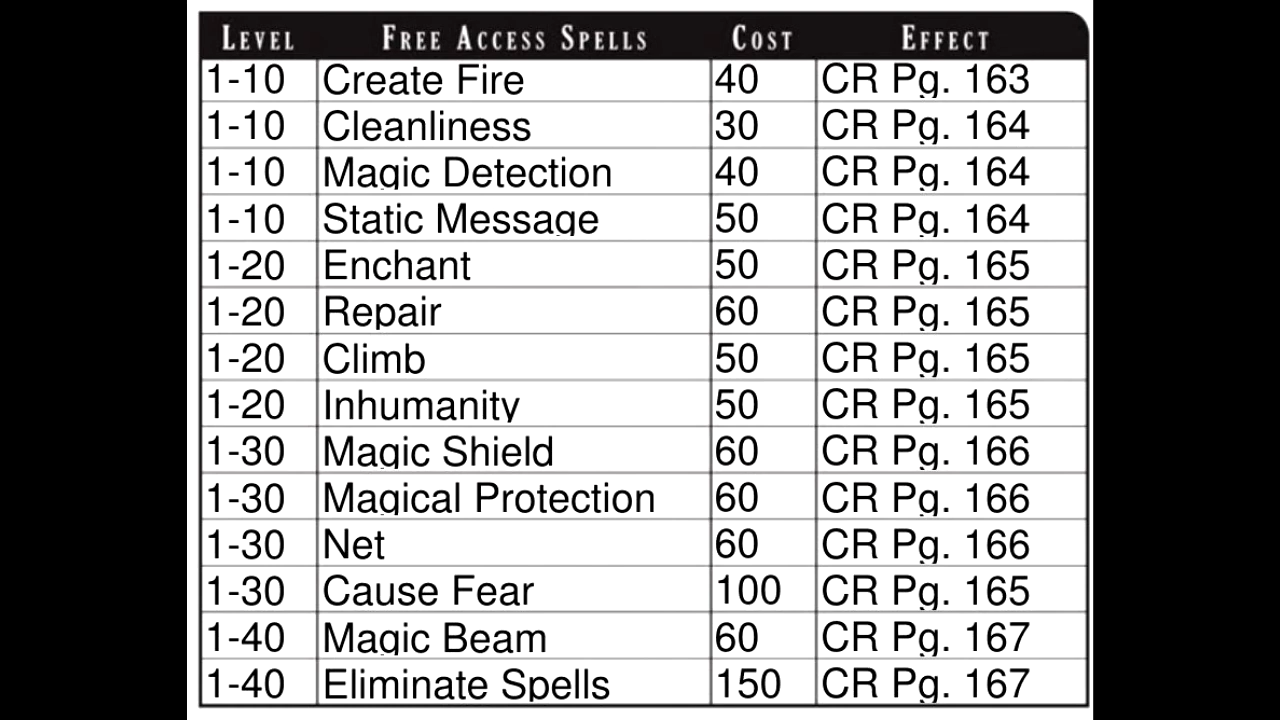 LEVEL FREE ACCESS SPELLS COST EFFECT
1-10 Create Fire 40 CR Pg. 163
1-10 Cleanliness 30 CR Pg. 164
1-10 Magic Detection 40 CR Pg. 164
1-10 Static Message 50 CR Pg. 164
1-20 Enchant 50 CR Pg. 165
1-20 Repair 60 CR Pg. 165
1-20 Climb 50 CR Pg. 165
1-20 Inhumanity 50 CR Pg. 165
1-30 Magic Shield 60 CR Pg. 166
1-30 Magical Protection 60 CR Pg. 166
1-30 Net 60 CR Pg. 166
1-30 Cause Fear 100 CR Pg. 165
1-40 Magic Beam 60 CR Pg. 167
1-40 Eliminate Spells 150 CR Pg. 167